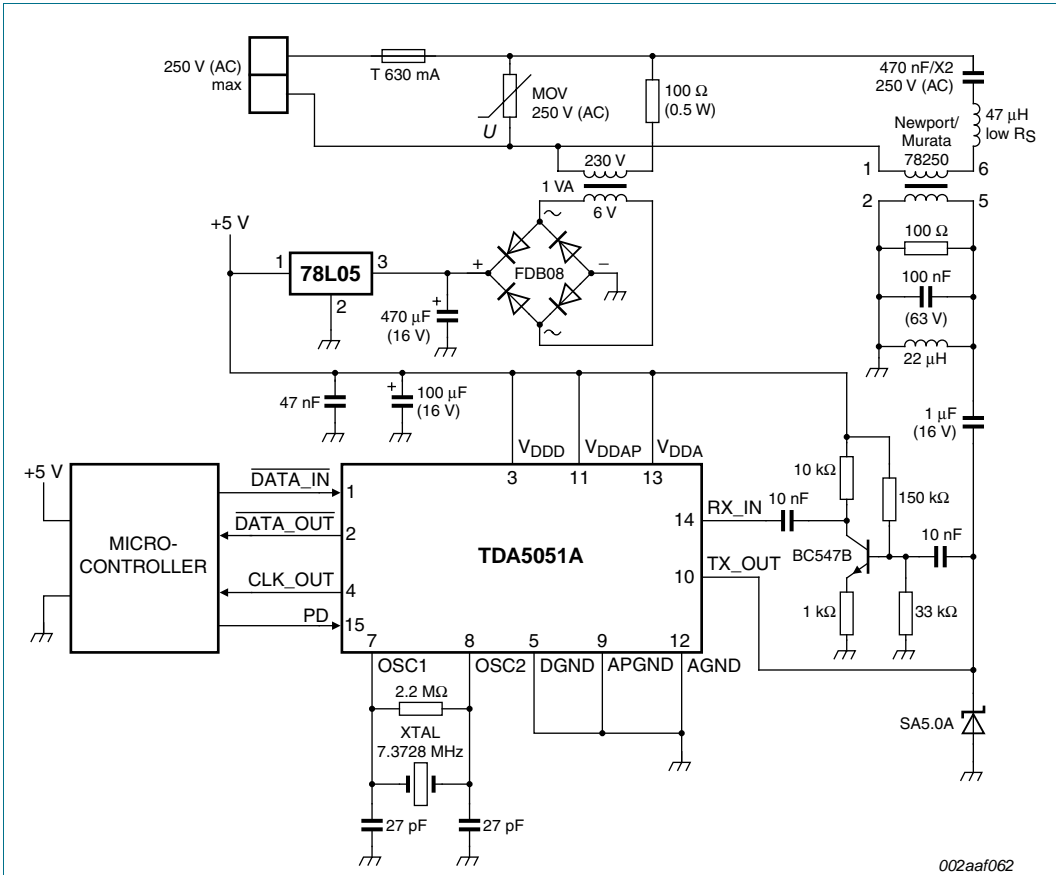 250 V (AC)
max
T 630 mA
MOV
250 V (AC)
U
100 Ω
(0.5 W)
470 nF/X2
250 V (AC)
47 μH
low RS
Newport/
Murata
78250
1
6
2
5
230 V
1 VA
6 V
+5 V
1
78L05
3
2
+
∼
FDB08
−
∼
+
470 μF
(16 V)
100 Ω
100 nF
(63 V)
22 μH
47 nF
+
100 μF
(16 V)
1 μF
(16 V)
+5 V
MICRO-
CONTROLLER
DATA_IN
1
DATA_OUT
2
CLK_OUT
4
PD
15
VDDD
3
VDDAP
11
VDDA
13
TDA5051A
14
RX_IN
10
TX_OUT
10 nF
10 kΩ
150 kΩ
10 nF
BC547B
1 kΩ
33 kΩ
SA5.0A
7
OSC1
8
OSC2
5
DGND
9
APGND
12
AGND
2.2 MΩ
XTAL
7.3728 MHz
27 pF
27 pF
002aaf062